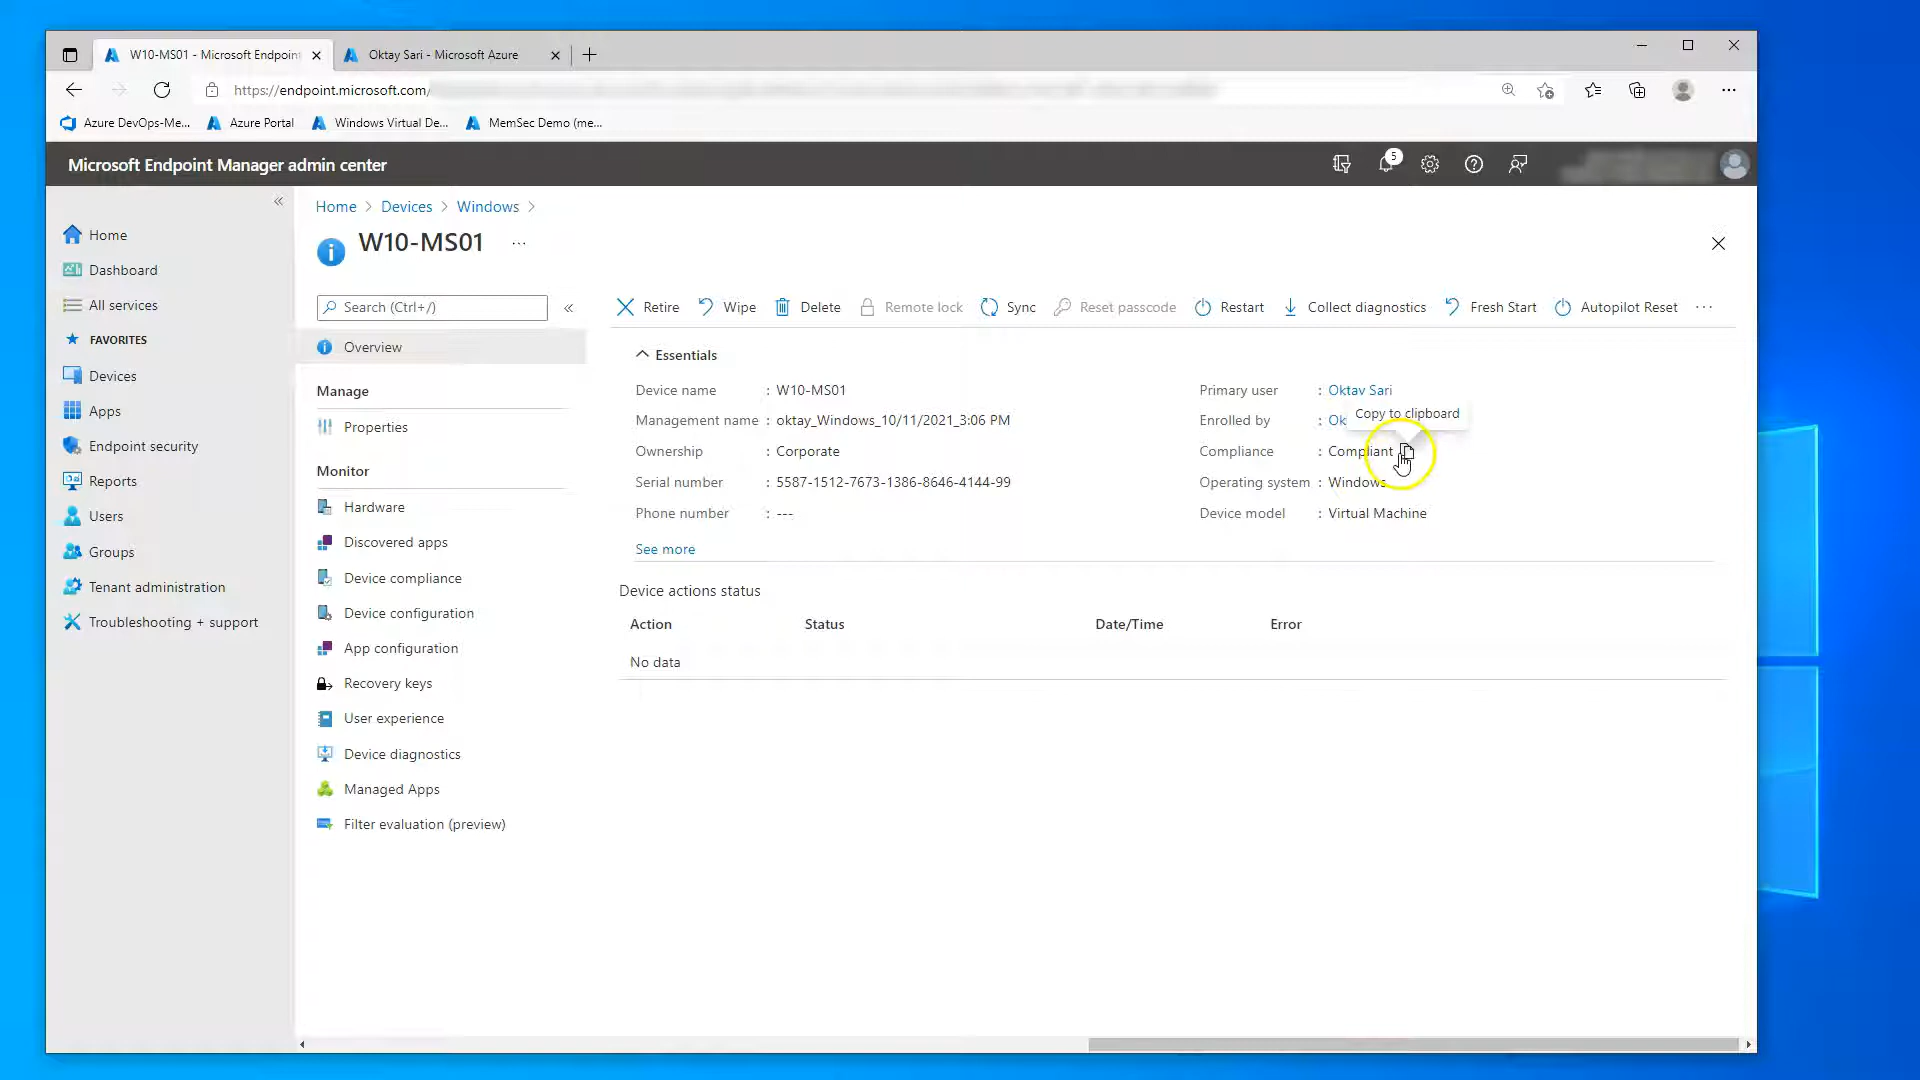 W10-MS01 - Microsoft Endpoint
Oktay Sari - Microsoft Azure
https://endpoint.microsoft.com/
Azure DevOps-Me...
Azure Portal
Windows Virtual De...
MemSec Demo (me...
Microsoft Endpoint Manager admin center
5
Home > Devices > Windows >
W10-MS01 ...
Home
Dashboard
All services
FAVORITES
Devices
Apps
Endpoint security
Reports
Users
Groups
Tenant administration
Troubleshooting + support
Search (Ctrl+/)
Overview
Manage
Properties
Monitor
Hardware
Discovered apps
Device compliance
Device configuration
App configuration
Recovery keys
User experience
Device diagnostics
Managed Apps
Filter evaluation (preview)
Retire Wipe Delete Remote lock Sync Reset passcode Restart Collect diagnostics Fresh Start Autopilot Reset ...
Essentials
Device name : W10-MS01
Management name : oktay_Windows_10/11/2021_3:06 PM
Ownership : Corporate
Serial number : 5587-1512-7673-1386-8646-4144-99
Phone number : ---
See more
Primary user : Oktay Sari
Copy to clipboard
Enrolled by : Ok
Compliance : Compliant
Operating system : Windows
Device model : Virtual Machine
Device actions status
Action Status Date/Time Error
No data